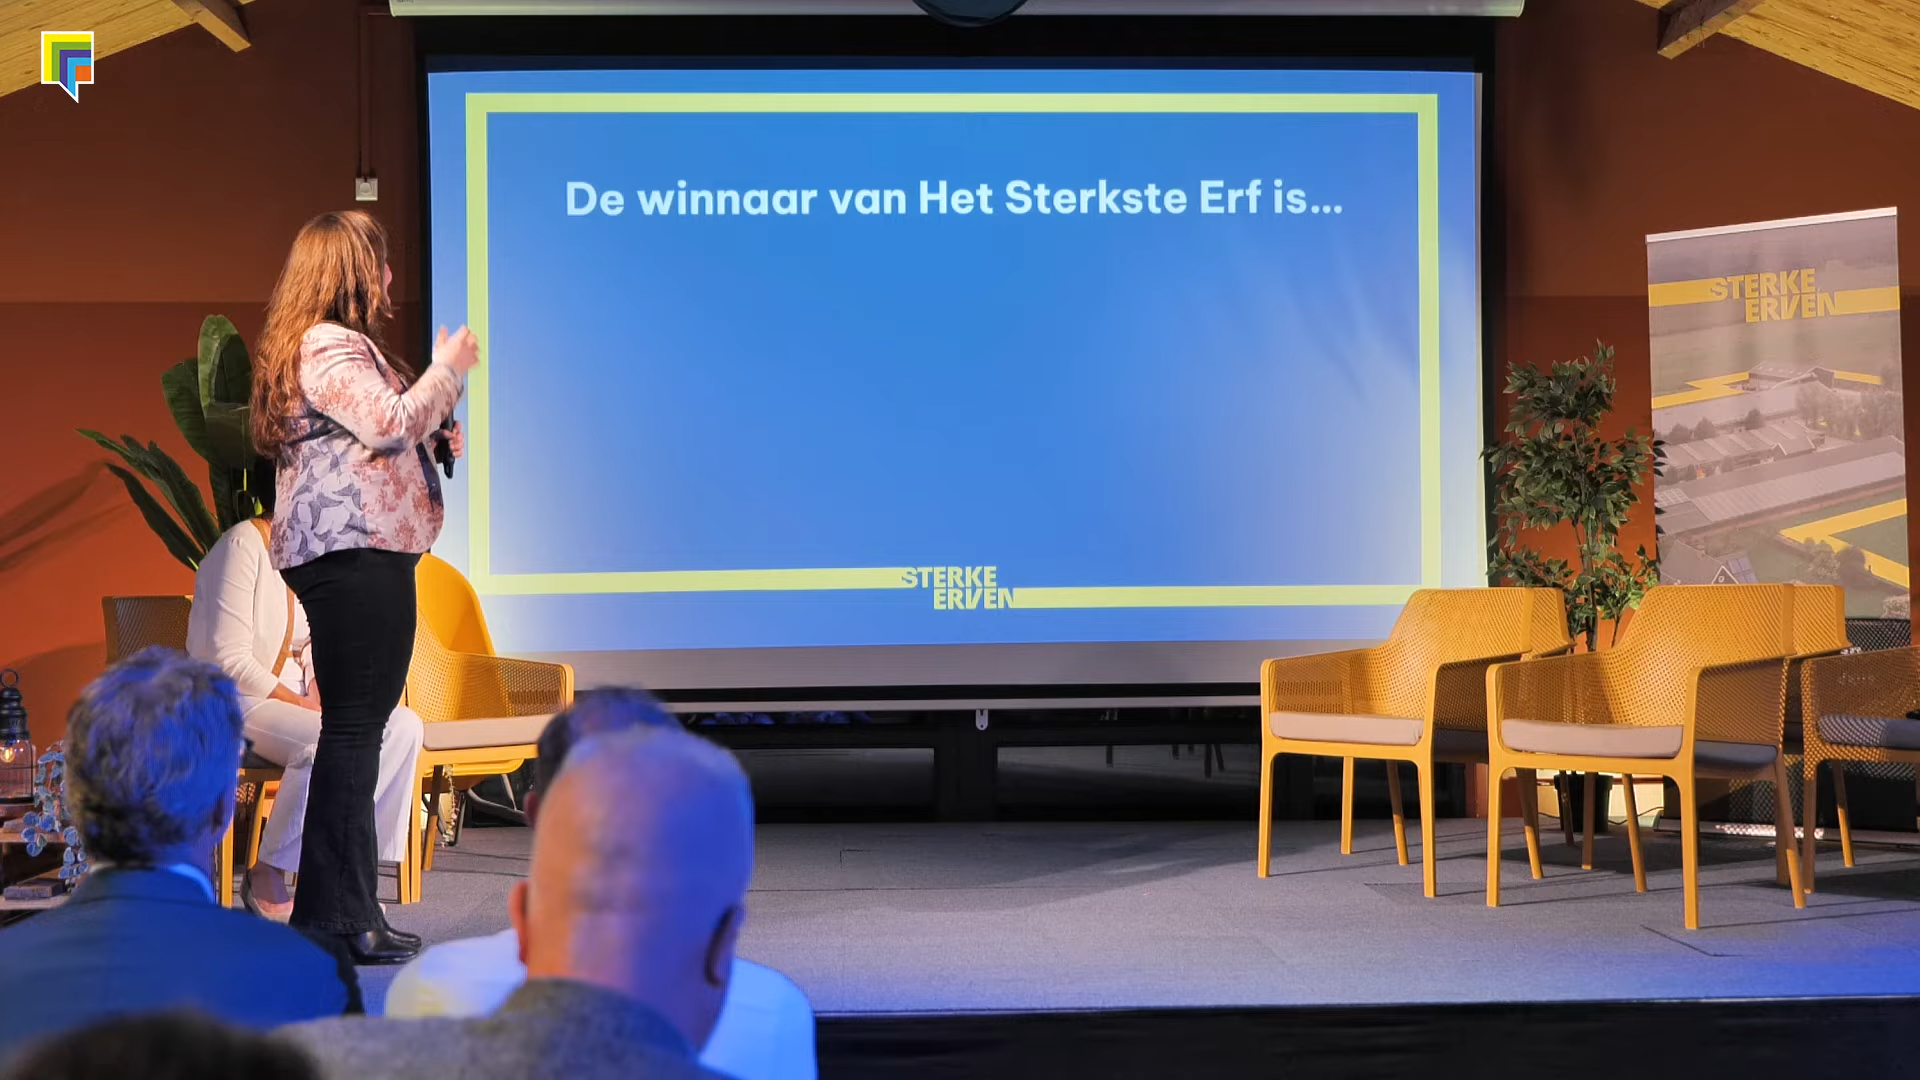 De winnaar van Het Sterkste Erf is...
STERKE
ERVEN
STERKE
ERVEN